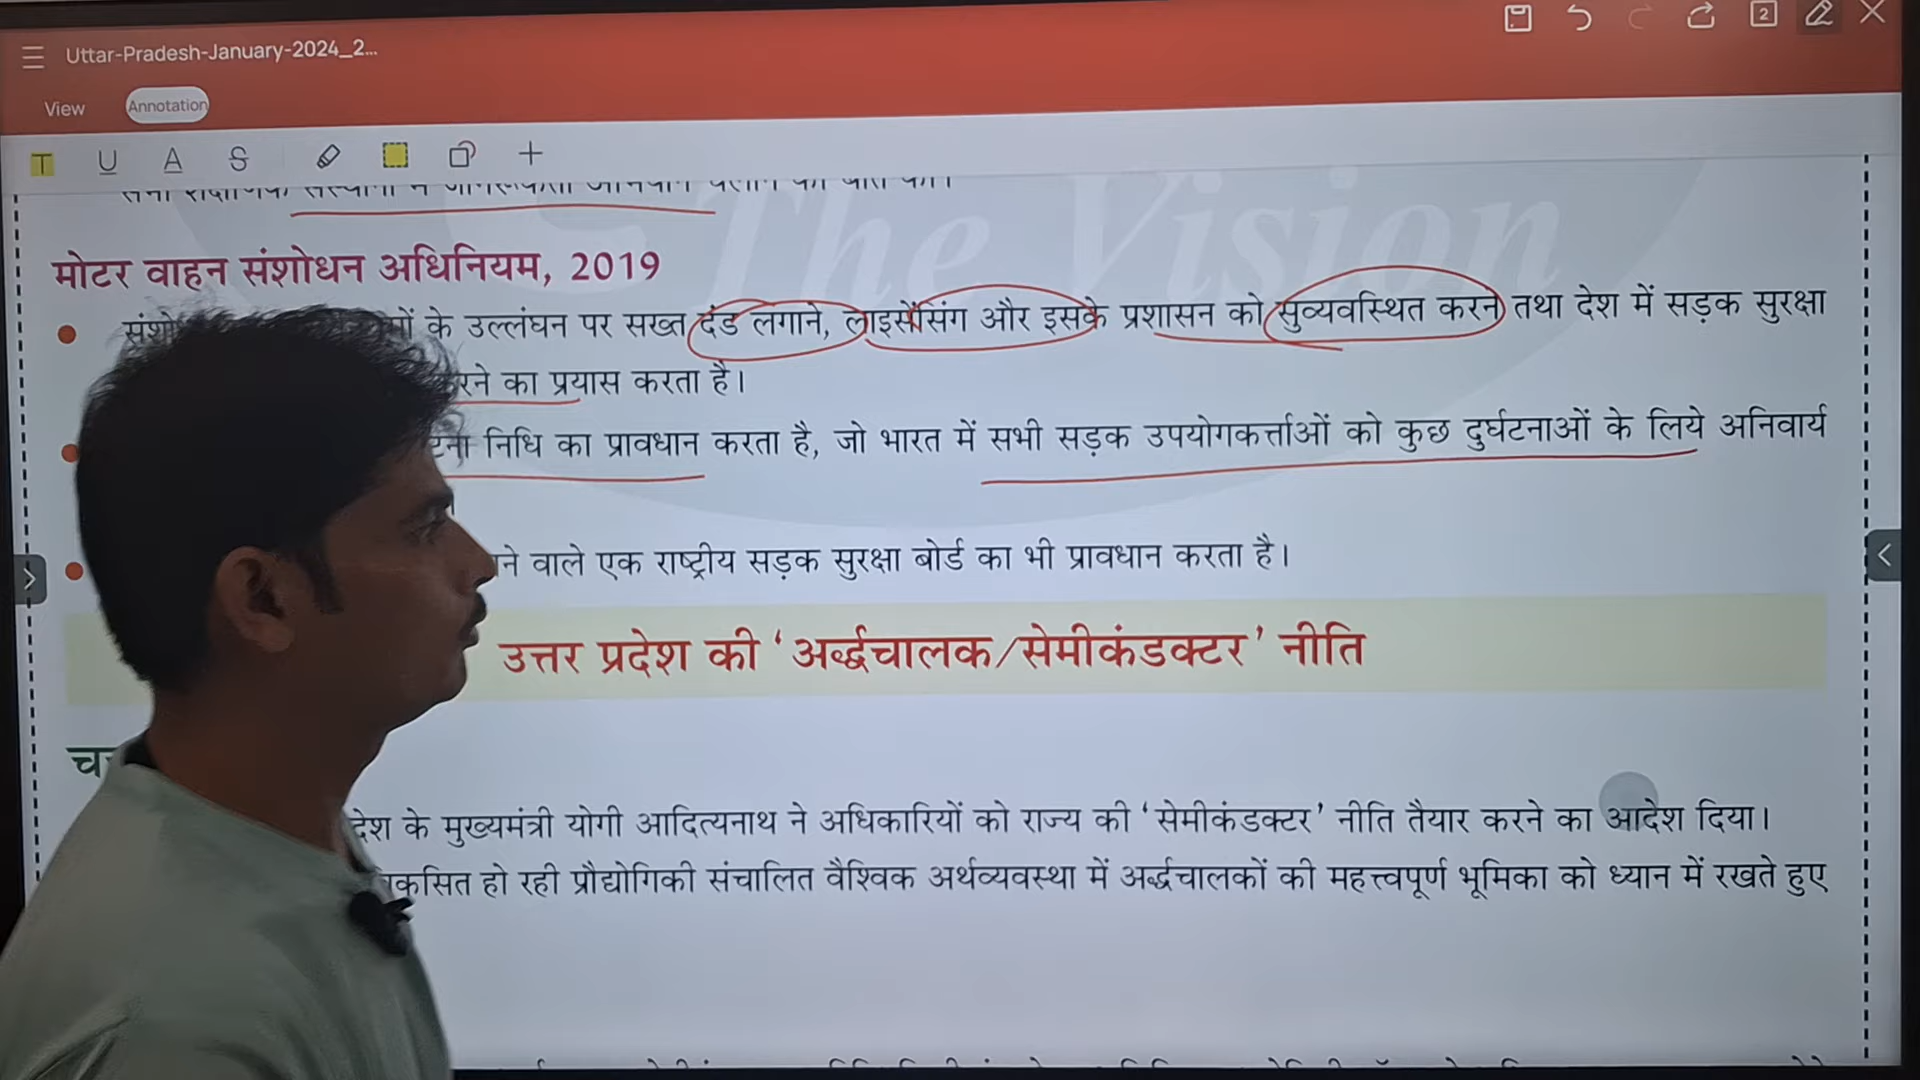 Uttar-Pradesh-January-2024_2...
2
View
Annotation
T U A S
The Vision
मोटर वाहन संशोधन अधिनियम, 2019
के उल्लंघन पर सख्त दंड लगाने, लाइसेंसिंग और इसके प्रशासन को सुव्यवस्थित करने तथा देश में सड़क सुरक्षा
का प्रयास करता है।
निधि का प्रावधान करता है, जो भारत में सभी सड़क उपयोगकर्त्ताओं को कुछ दुर्घटनाओं के लिये अनिवार्य
वाले एक राष्ट्रीय सड़क सुरक्षा बोर्ड का भी प्रावधान करता है।
उत्तर प्रदेश की ‘अर्द्धचालक/सेमीकंडक्टर’ नीति
के मुख्यमंत्री योगी आदित्यनाथ ने अधिकारियों को राज्य की ‘सेमीकंडक्टर’ नीति तैयार करने का आदेश दिया।
हो रही प्रौद्योगिकी संचालित वैश्विक अर्थव्यवस्था में अर्द्धचालकों की महत्त्वपूर्ण भूमिका को ध्यान में रखते हुए